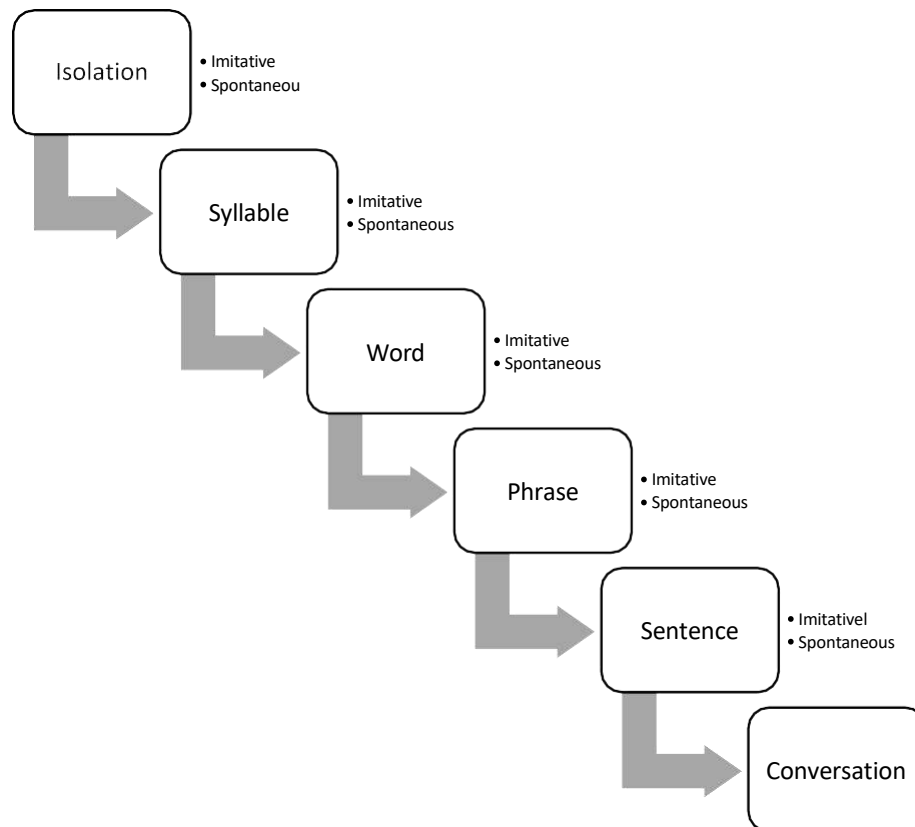 Isolation
• Imitative
• Spontaneou
Syllable
• Imitative
• Spontaneous
Word
• Imitative
• Spontaneous
Phrase
• Imitative
• Spontaneous
Sentence
• Imitativel
• Spontaneous
Conversation